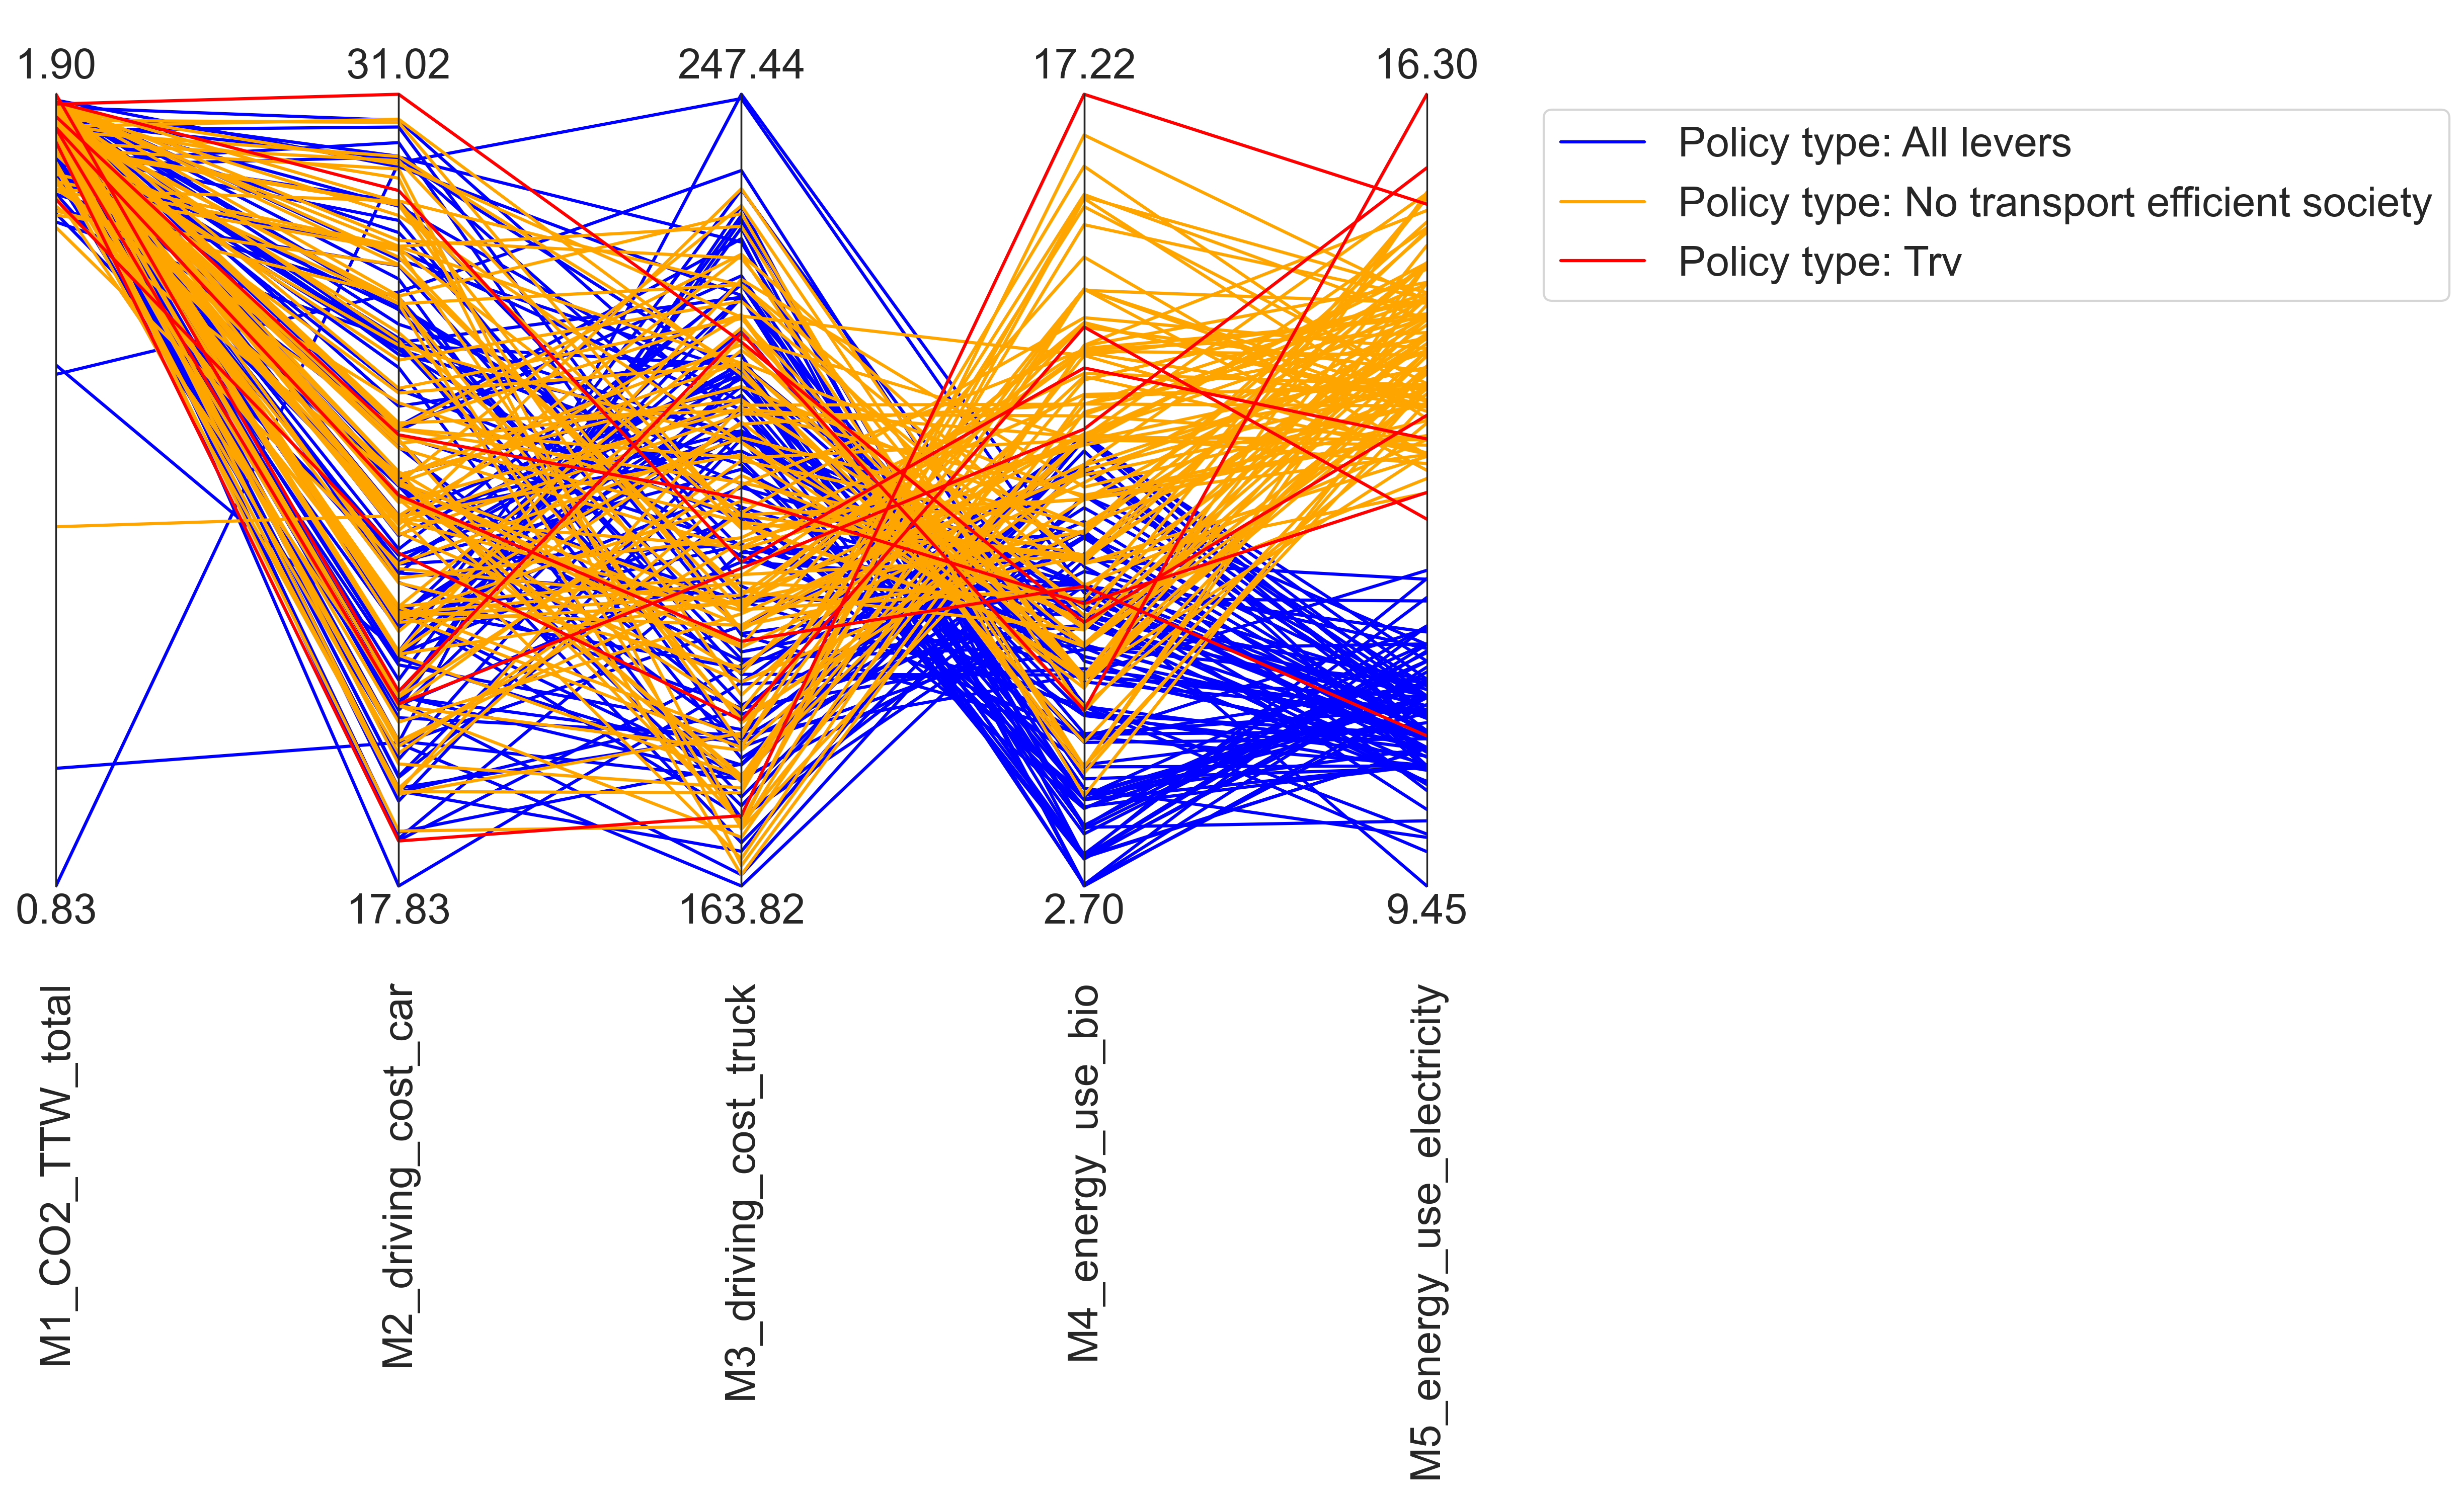 1.90
31.02
247.44
17.22
16.30
Policy type: All levers
Policy type: No transport efficient society
Policy type: Trv
0.83
17.83
163.82
2.70
9.45
M1_CO2_TTW_total
M2_driving_cost_car
M3_driving_cost_truck
M4_energy_use_bio
M5_energy_use_electricity